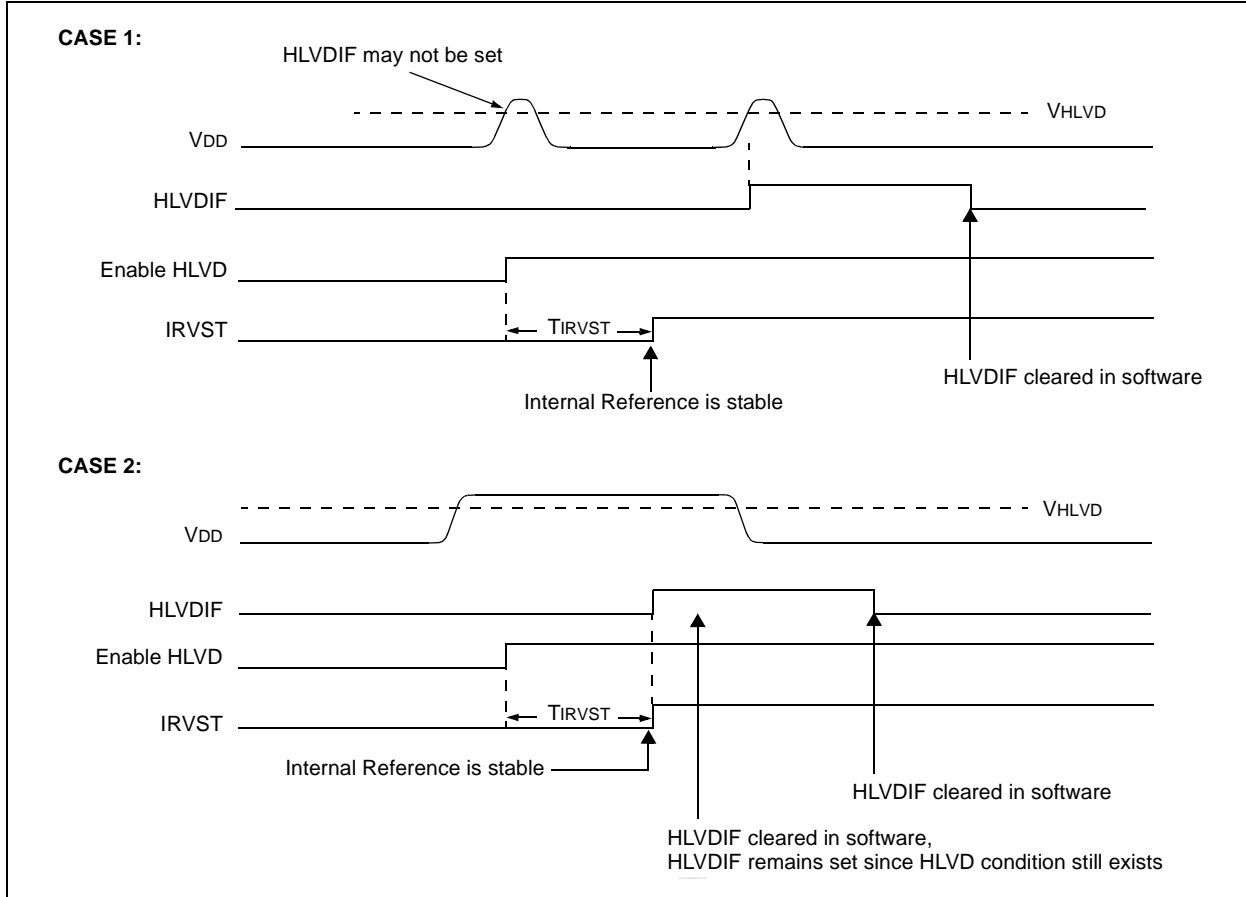 CASE 1:
HLVDIF may not be set
VHLVD
VDD
HLVDIF
Enable HLVD
TIRVST
IRVST
HLVDIF cleared in software
Internal Reference is stable
CASE 2:
VHLVD
VDD
HLVDIF
Enable HLVD
TIRVST
IRVST
Internal Reference is stable
HLVDIF cleared in software
HLVDIF cleared in software,
HLVDIF remains set since HLVD condition still exists